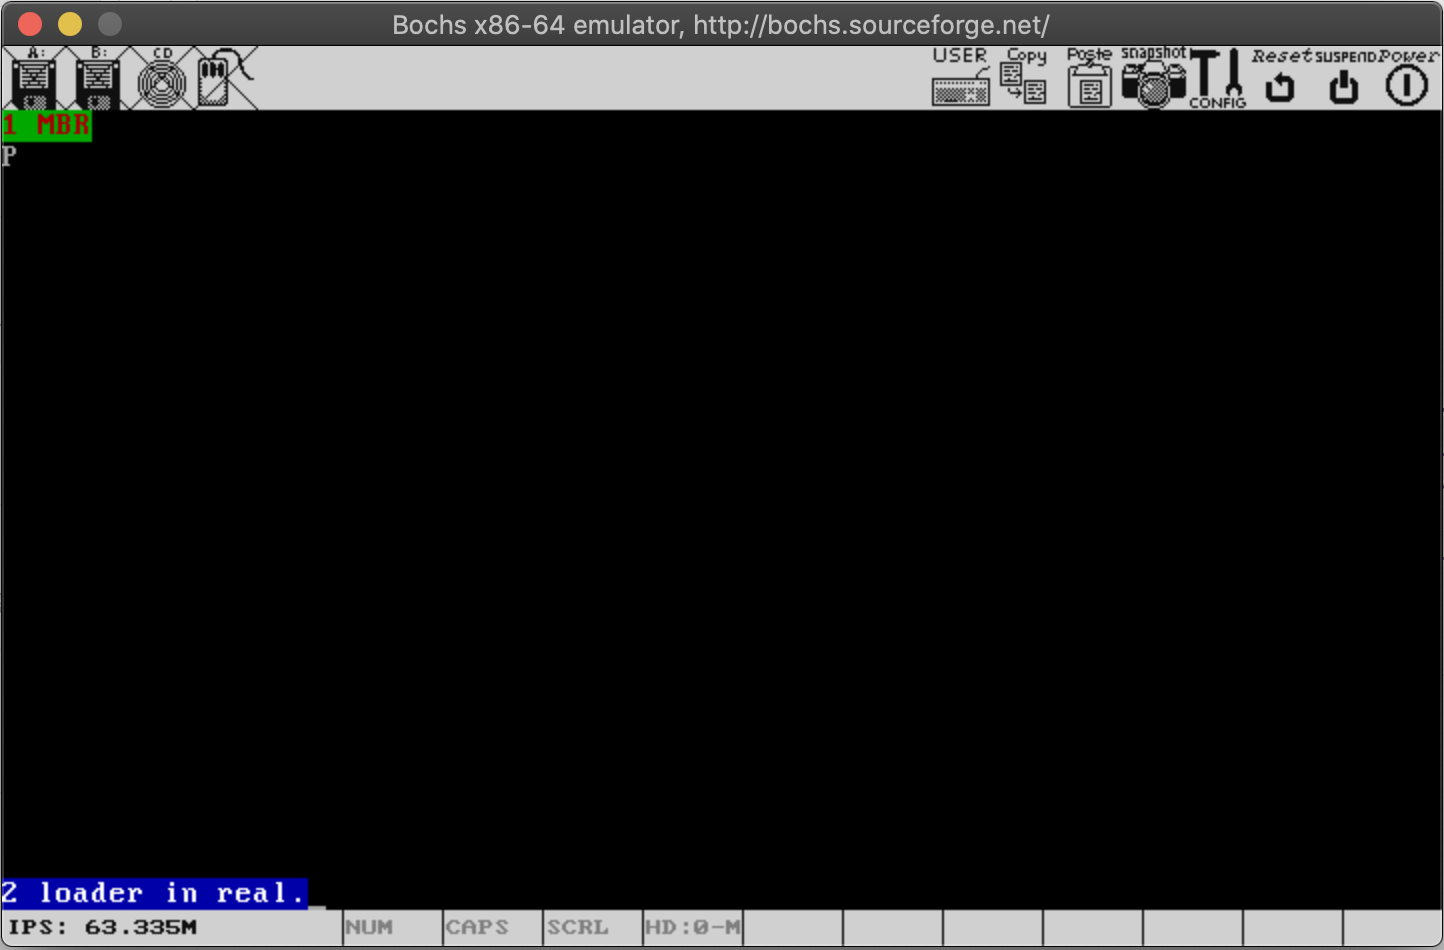 Bochs x86-64 emulator, http://bochs.sourceforge.net/
A: B: CD USER Copy Paste snapshot CONFIG Reset SUSPEND Power
1 MBR
P
2 loader in real.
IPS: 63.335M NUM CAPS SCRL HD:0-M